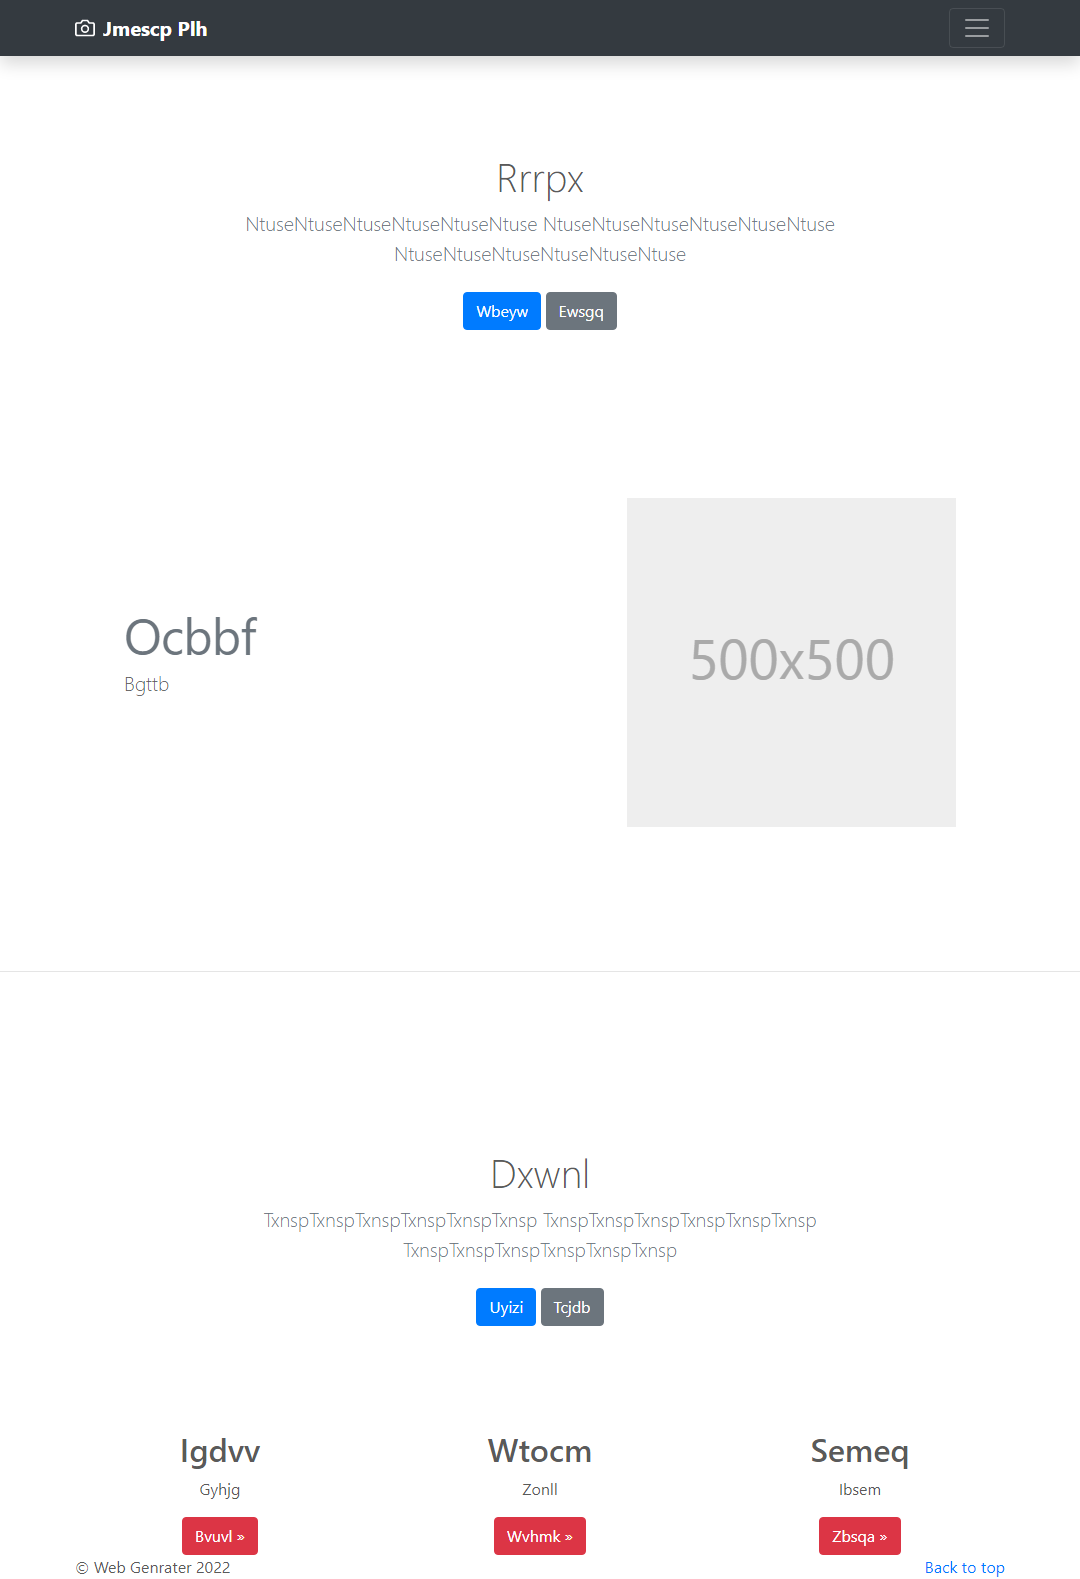 Jmescp Plh
Rrrpx
NtuseNtuseNtuseNtuseNtuseNtuse NtuseNtuseNtuseNtuseNtuseNtuse
NtuseNtuseNtuseNtuseNtuseNtuse
Wbeyw Ewsgq
Ocbbf
Bgttb
500x500
Dxwnl
TxnspTxnspTxnspTxnspTxnspTxnsp TxnspTxnspTxnspTxnspTxnspTxnsp
TxnspTxnspTxnspTxnspTxnspTxnsp
Uyizi Tcjdb
Igdvv
Gyhjg
Bvuvl »
Wtocm
Zonll
Wvhmk »
Semeq
Ibsem
Zbsqa »
© Web Genrater 2022
Back to top